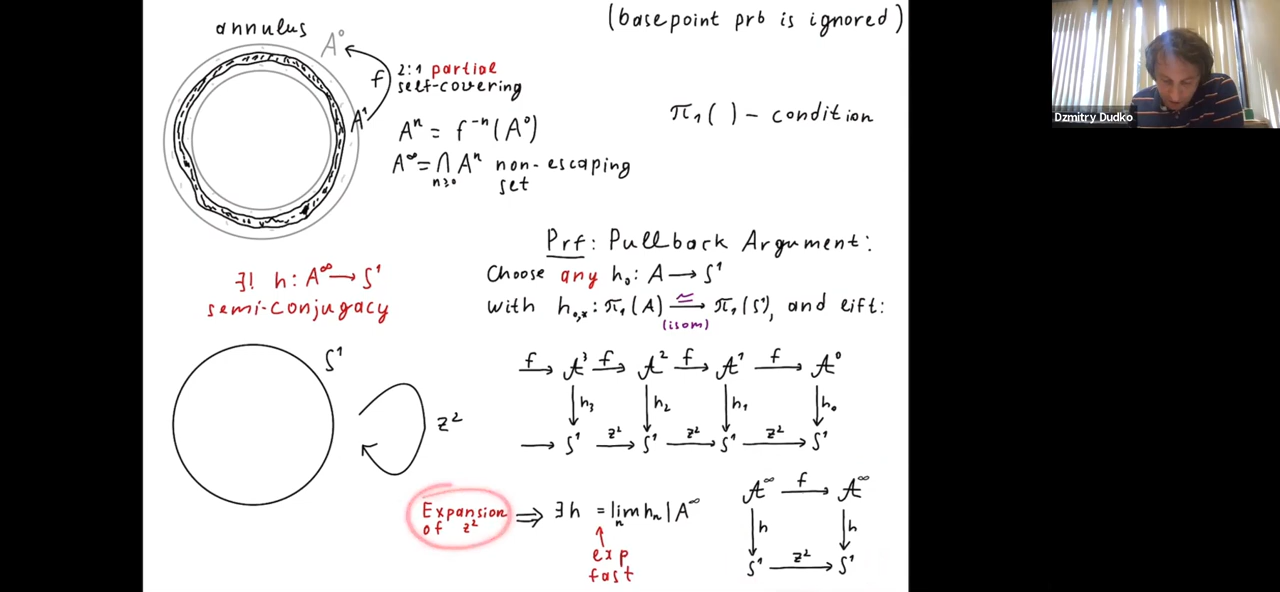 (basepoint prb is ignored)
annulus
A⁰
f
2:1 partial
self-covering
A¹
Aⁿ = f⁻ⁿ(A⁰)
A^∞ = ⋂ Aⁿ non-escaping
n≥0 set
π₁( ) - condition
Dzmitry Dudko
∃! h: A^∞ → S¹
semi-conjugacy
S¹
z²
Prf: Pullback Argument:
Choose any h₀: A → S¹
with h₀,*: π₁(A) ≅→ π₁(S¹), and lift:
(isom)
f→ A³ f→ A² f→ A¹ f→ A⁰
↓h₃ ↓h₂ ↓h₁ ↓h₀
→ S¹ z²→ S¹ z²→ S¹ z²→ S¹
Expansion
of z²
⇒ ∃ h = lim hₙ | A^∞
n
↑
exp
fast
A^∞ f→ A^∞
↓h ↓h
S¹ z²→ S¹